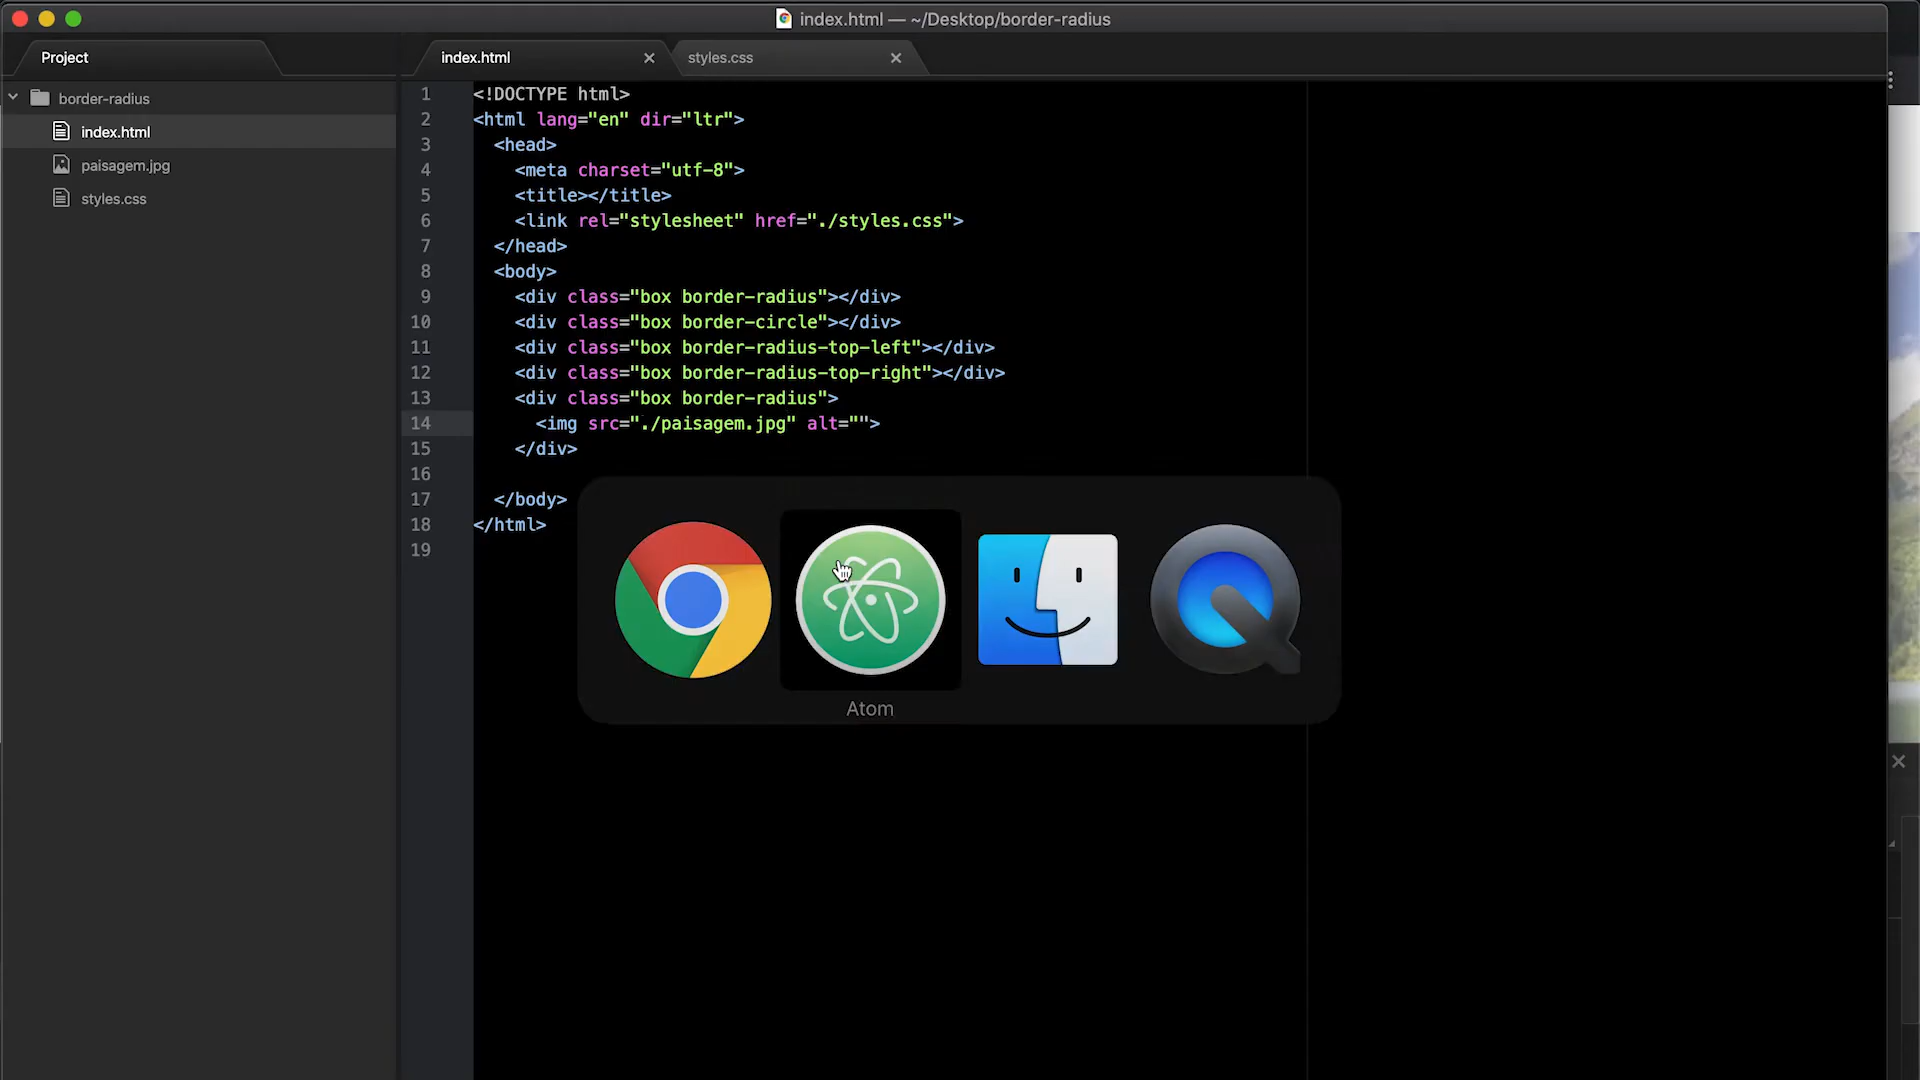 index.html — ~/Desktop/border-radius
Project
index.html
styles.css
border-radius
index.html
paisagem.jpg
styles.css
1 <!DOCTYPE html>
2 <html lang="en" dir="ltr">
3 <head>
4 <meta charset="utf-8">
5 <title></title>
6 <link rel="stylesheet" href="./styles.css">
7 </head>
8 <body>
9 <div class="box border-radius"></div>
10 <div class="box border-circle"></div>
11 <div class="box border-radius-top-left"></div>
12 <div class="box border-radius-top-right"></div>
13 <div class="box border-radius">
14 <img src="./paisagem.jpg" alt="">
15 </div>
16
17 </body>
18 </html>
19
Atom